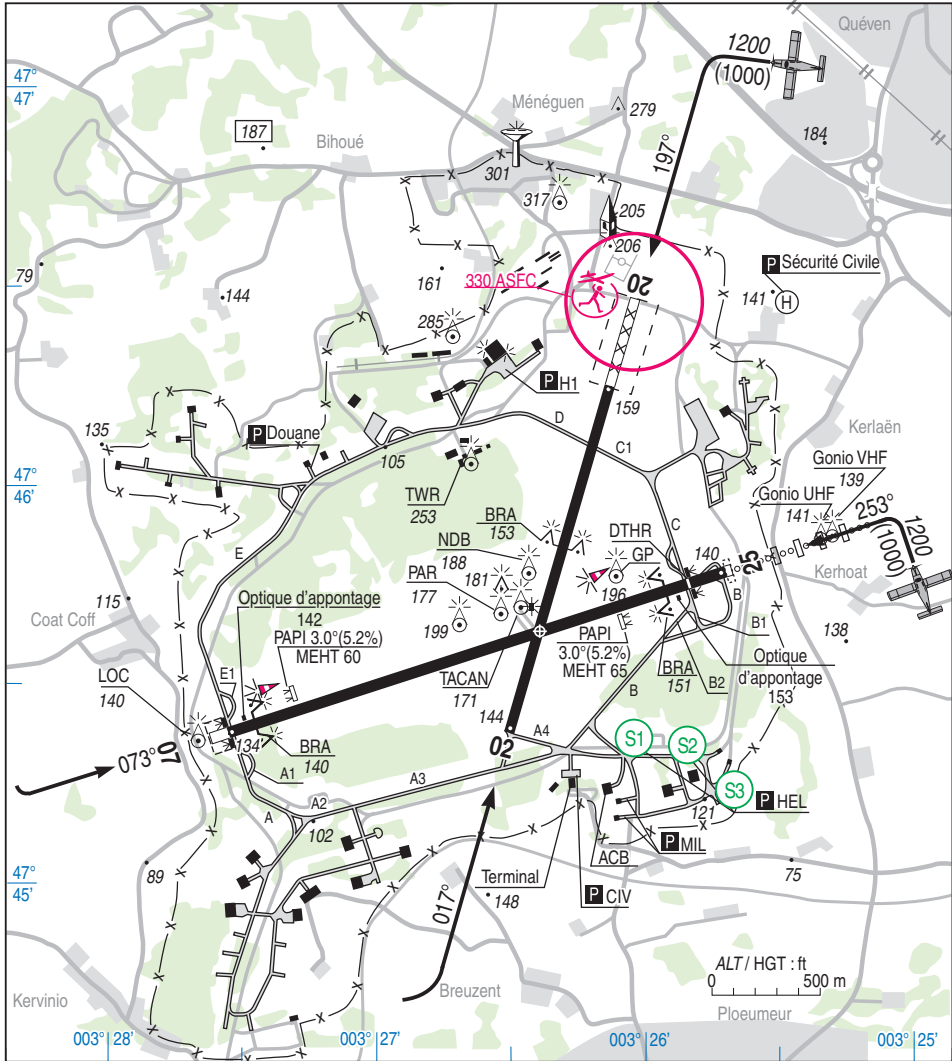 Quéven
1200
(1000)
47°
47'
Ménéguen
279
187
Bihoué
184
197°
301
317
205
206
P Sécurité Civile
79
161
330 ASFC
20
141
H
144
285
P H1
159
D
135
P Douane
Kerlaën
C1
105
Gonio VHF
139
47°
46'
TWR
253
Gonio UHF
141
253°
BRA
153
DTHR
C
1200
(1000)
NDB
188
GP
140
25
E
PAR
177
181
196
Kerhoat
B
115
Optique d'appontage
142
B1
Coat Coff
199
PAPI
3.0°(5.2%)
MEHT 65
138
PAPI 3.0°(5.2%)
MEHT 60
Optique
d'appontage
153
LOC
140
E1
TACAN
171
B
BRA
151
B2
144
S1
S2
134
02
A4
07
BRA
140
073°
A1
A3
S3
A2
P HEL
A
121
102
P MIL
ACB
89
75
47°
45'
Terminal
017°
148
P CIV
ALT / HGT : ft
0
500 m
Kervinio
Breuzent
Ploeumeur
003° 28'
003° 27'
003° 26'
003° 25'